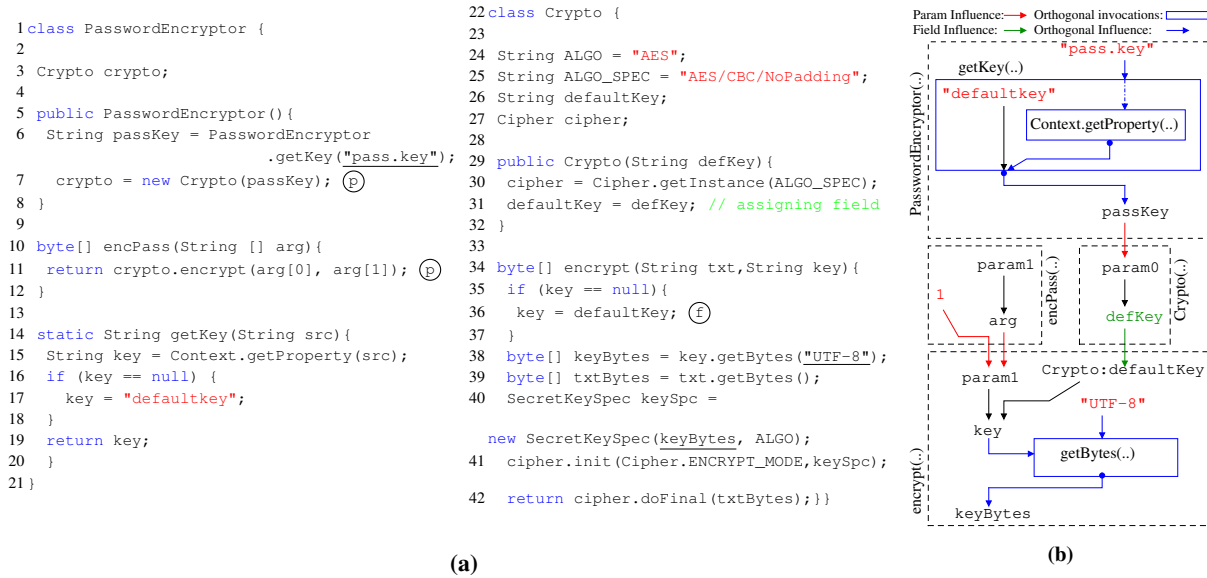 1 class PasswordEncryptor {
2
3 Crypto crypto;
4
5 public PasswordEncryptor(){
6 String passKey = PasswordEncryptor
.getKey("pass.key");
7 crypto = new Crypto(passKey); p
8 }
9
10 byte[] encPass(String [] arg){
11 return crypto.encrypt(arg[0], arg[1]); p
12 }
13
14 static String getKey(String src){
15 String key = Context.getProperty(src);
16 if (key == null) {
17 key = "defaultkey";
18 }
19 return key;
20 }
21 }
22 class Crypto {
23
24 String ALGO = "AES";
25 String ALGO_SPEC = "AES/CBC/NoPadding";
26 String defaultKey;
27 Cipher cipher;
28
29 public Crypto(String defKey){
30 cipher = Cipher.getInstance(ALGO_SPEC);
31 defaultKey = defKey; // assigning field
32 }
33
34 byte[] encrypt(String txt,String key){
35 if (key == null){
36 key = defaultKey; f
37 }
38 byte[] keyBytes = key.getBytes("UTF-8");
39 byte[] txtBytes = txt.getBytes();
40 SecretKeySpec keySpc =
new SecretKeySpec(keyBytes, ALGO);
41 cipher.init(Cipher.ENCRYPT_MODE,keySpc);
42 return cipher.doFinal(txtBytes);}}
(a)
Param Influence: Orthogonal invocations:
Field Influence: Orthogonal Influence:
PasswordEncryptor(..)
"pass.key"
getKey(..)
"defaultkey"
Context.getProperty(..)
passKey
encPass(..)
param1
1
arg
Crypto(..)
param0
defKey
encrypt(..)
param1
Crypto:defaultKey
key
"UTF-8"
getBytes(..)
keyBytes
(b)